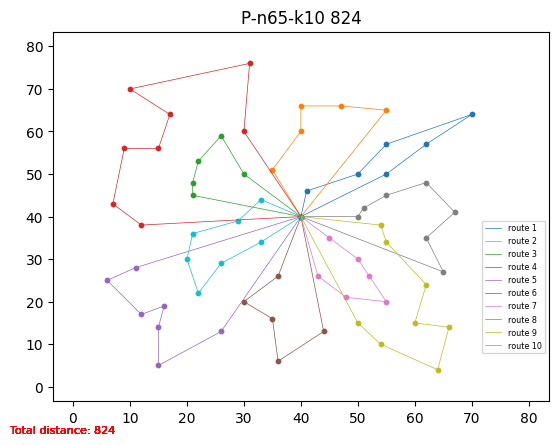 P-n65-k10 824
80
70
60
50
40
30
20
10
0
0 10 20 30 40 50 60 70 80
route 1
route 2
route 3
route 4
route 5
route 6
route 7
route 8
route 9
route 10
Total distance: 824